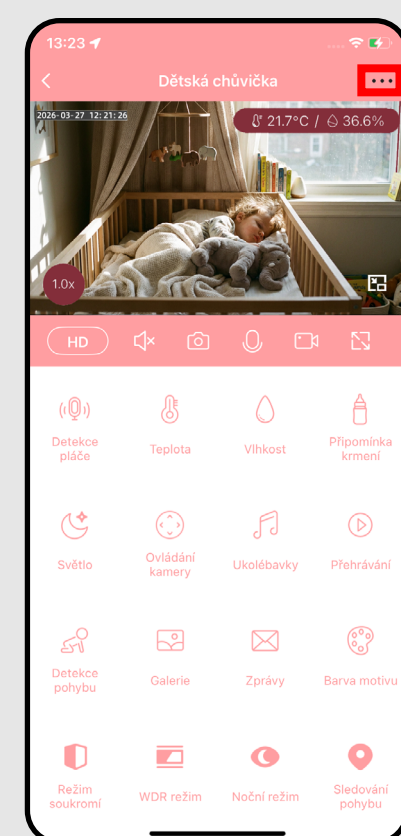 13:23
Dětská chůvička
2026-03-27 12:21:26
21.7°C / 36.6%
1.0x
HD
Detekce pláče
Teplota
Vlhkost
Připomínka krmení
Světlo
Ovládání kamery
Ukolébavky
Přehrávání
Detekce pohybu
Galerie
Zprávy
Barva motivu
Režim soukromí
WDR režim
Noční režim
Sledování pohybu